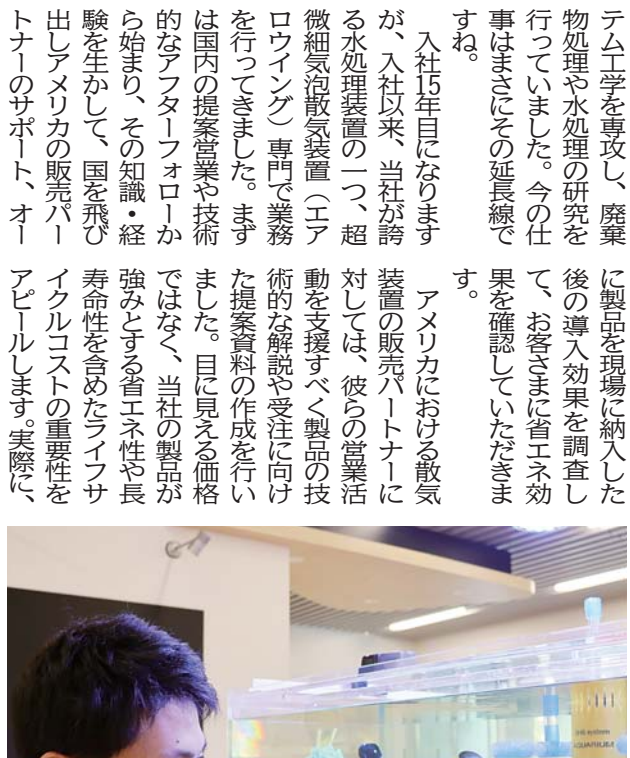 テム工学を専攻し、廃棄
物処理や水処理の研究を
行っていました。今の仕
事はまさにその延長線で
すね。
入社15年目になります
が、入社以来、当社が誇
る水処理装置の一つ、超
微細気泡散気装置（エア
ロウイング）専門で業務
を行ってきました。まず
は国内の提案営業や技術
的なアフターフォローか
ら始まり、その知識・経
験を生かして、国を飛び
出しアメリカの販売パー
トナーのサポート、オー
に製品を現場に納入した
後の導入効果を調査し
て、お客さまに省エネ効
果を確認していただきま
す。
アメリカにおける散気
装置の販売パートナーに
対しては、彼らの営業活
動を支援すべく製品の技
術的な解説や受注に向け
た提案資料の作成を行い
ました。目に見える価格
ではなく、当社の製品が
強みとする省エネ性や長
寿命性を含めたライフサ
イクルコストの重要性を
アピールします。実際に、